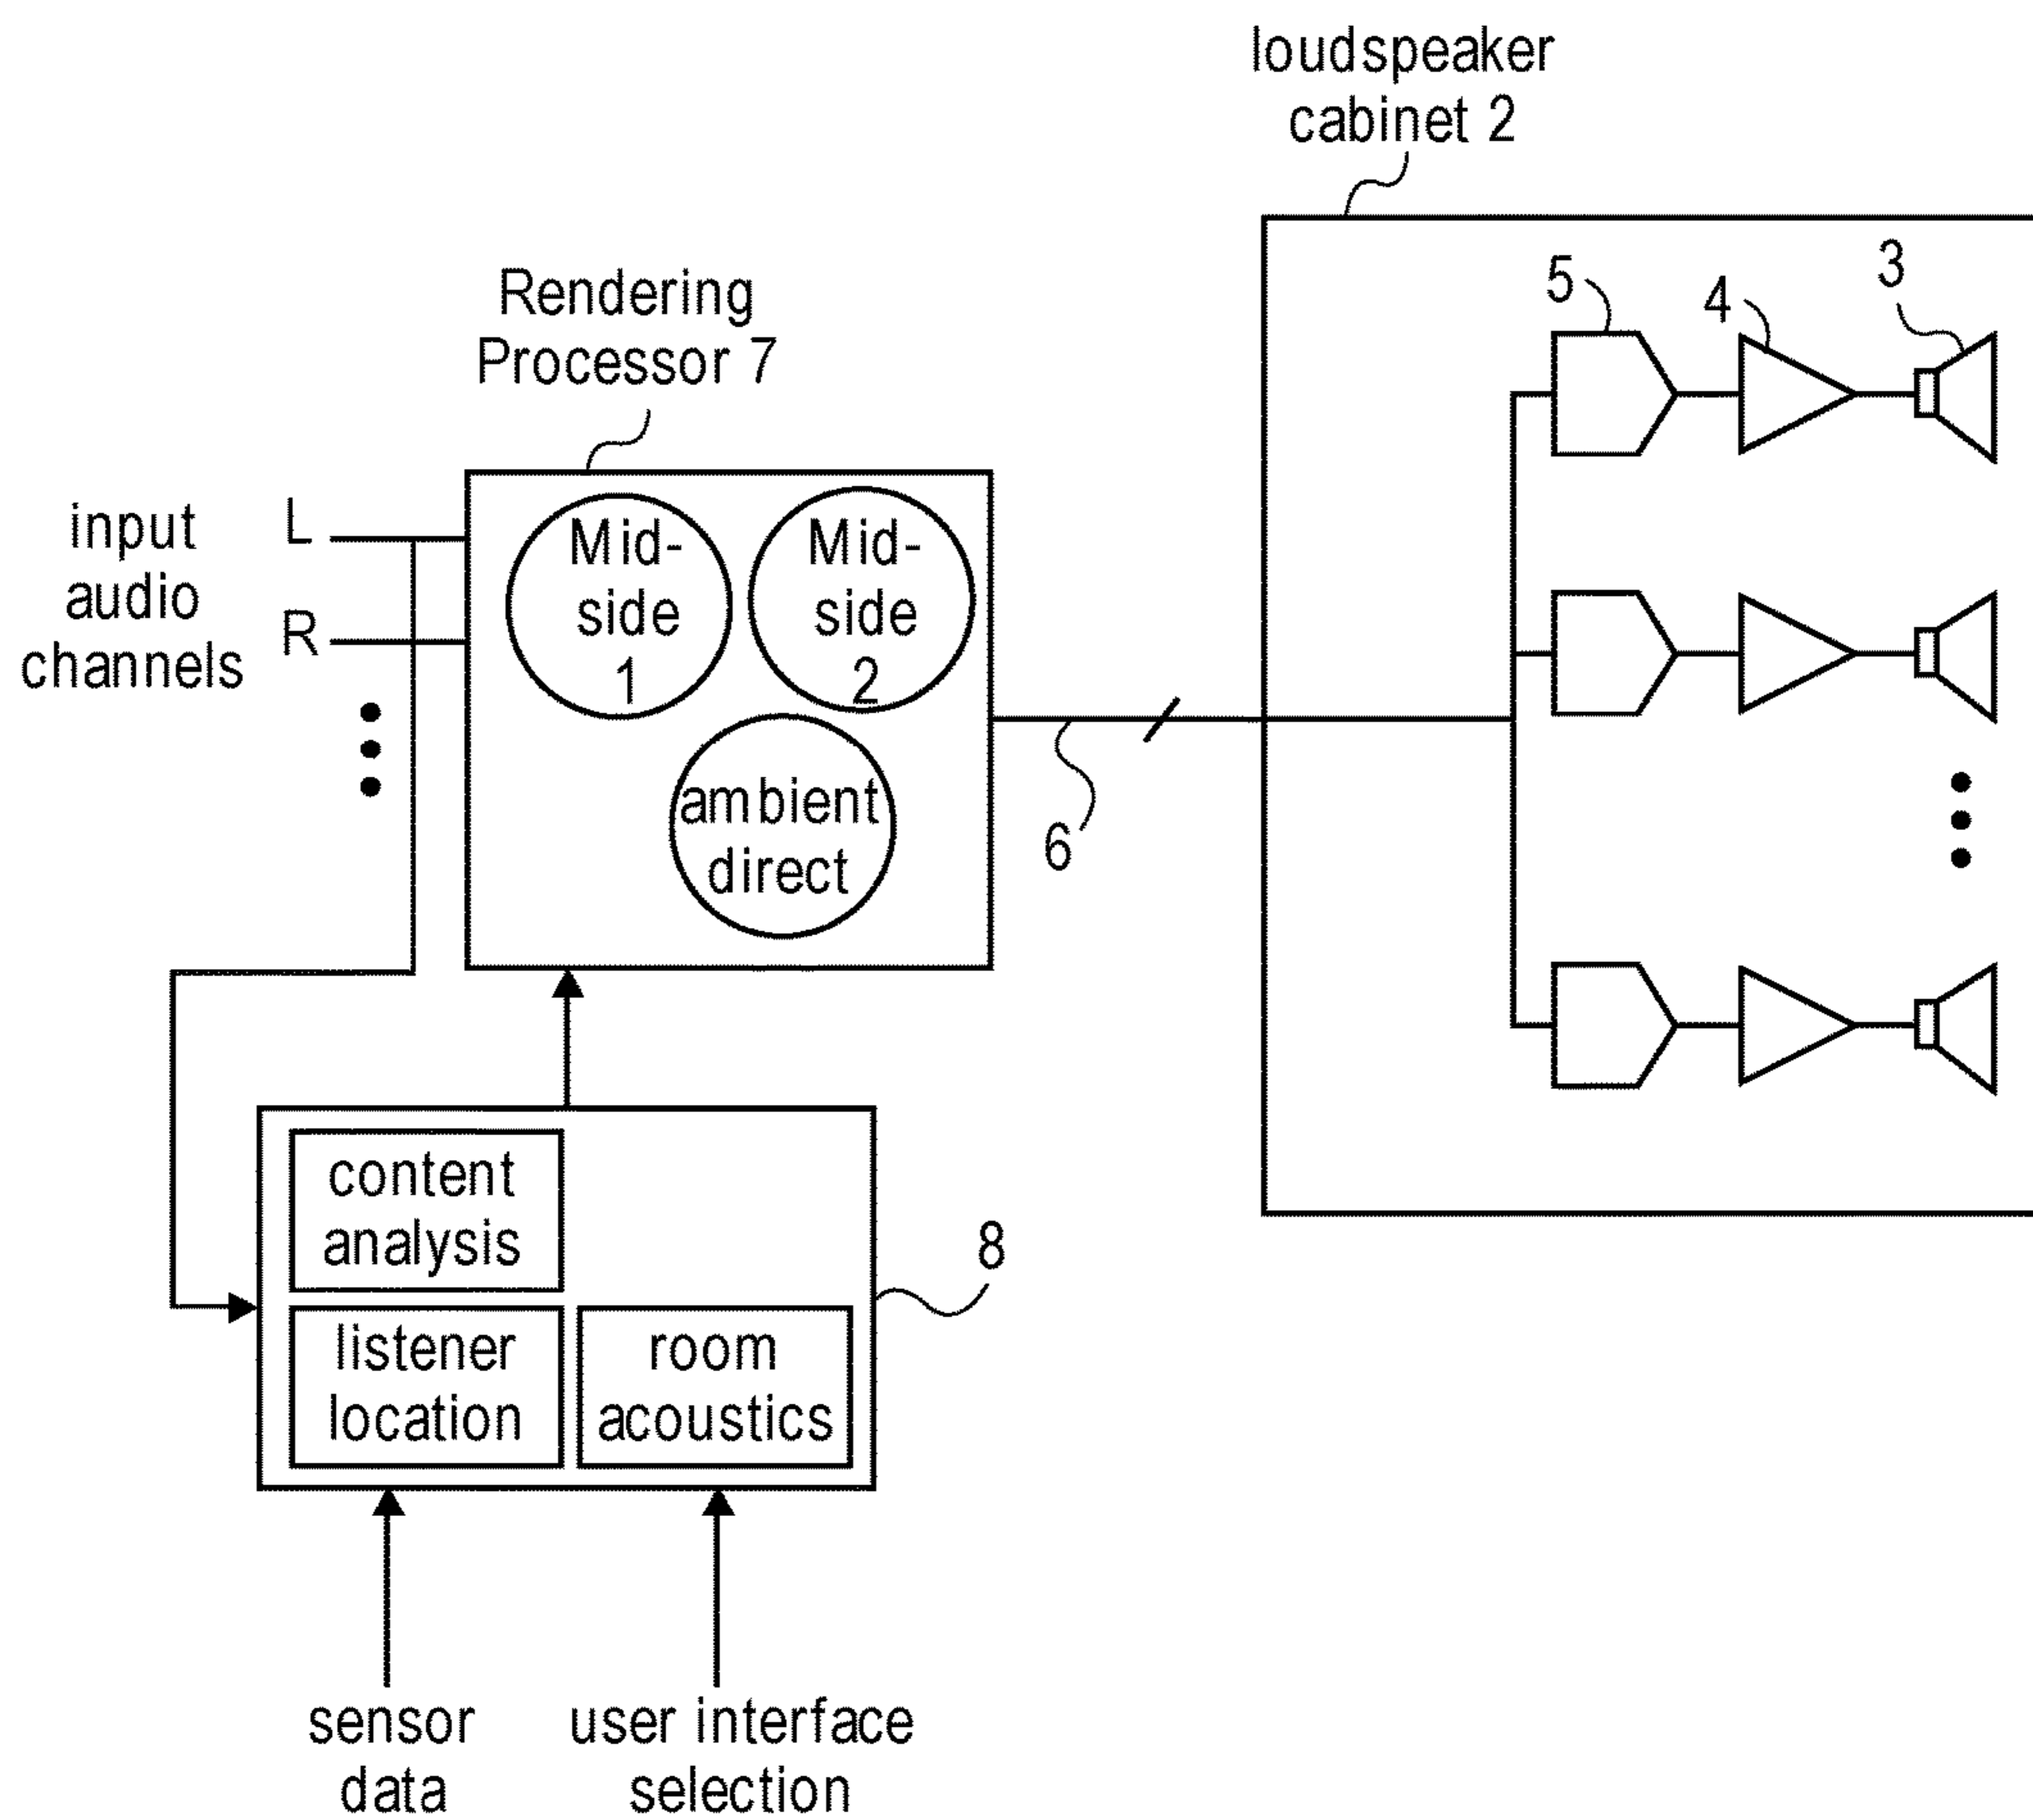 loudspeaker
cabinet 2
5
4
3
Rendering
Processor 7
input
audio
channels
L
R
Mid-
side
1
Mid-
side
2
ambient
direct
6
content
analysis
listener
location
room
acoustics
8
sensor
data
user interface
selection